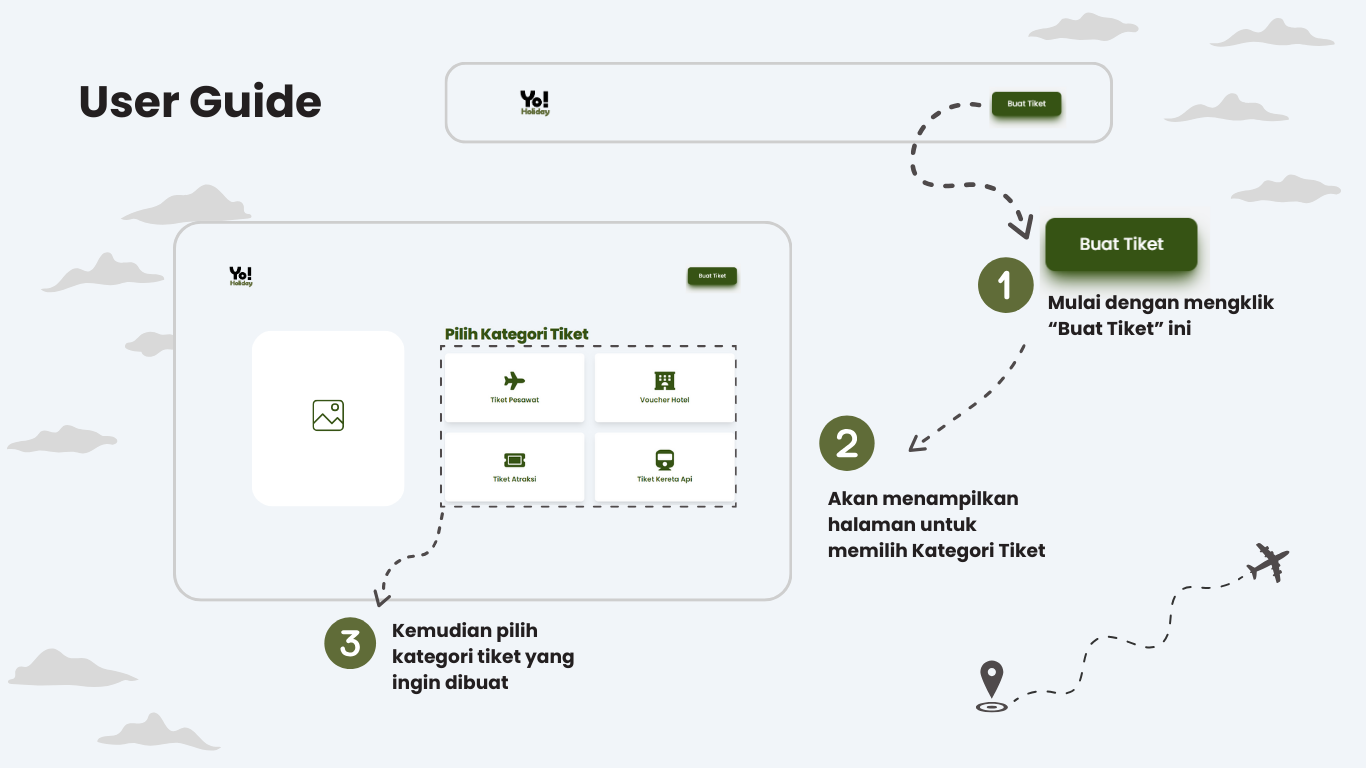 User Guide
Yo!
Holiday
Buat Tiket
Buat Tiket
1
Mulai dengan mengklik
“Buat Tiket” ini
Yo!
Holiday
Buat Tiket
Pilih Kategori Tiket
Tiket Pesawat
Voucher Hotel
Tiket Atraksi
Tiket Kereta Api
2
Akan menampilkan
halaman untuk
memilih Kategori Tiket
3
Kemudian pilih
kategori tiket yang
ingin dibuat